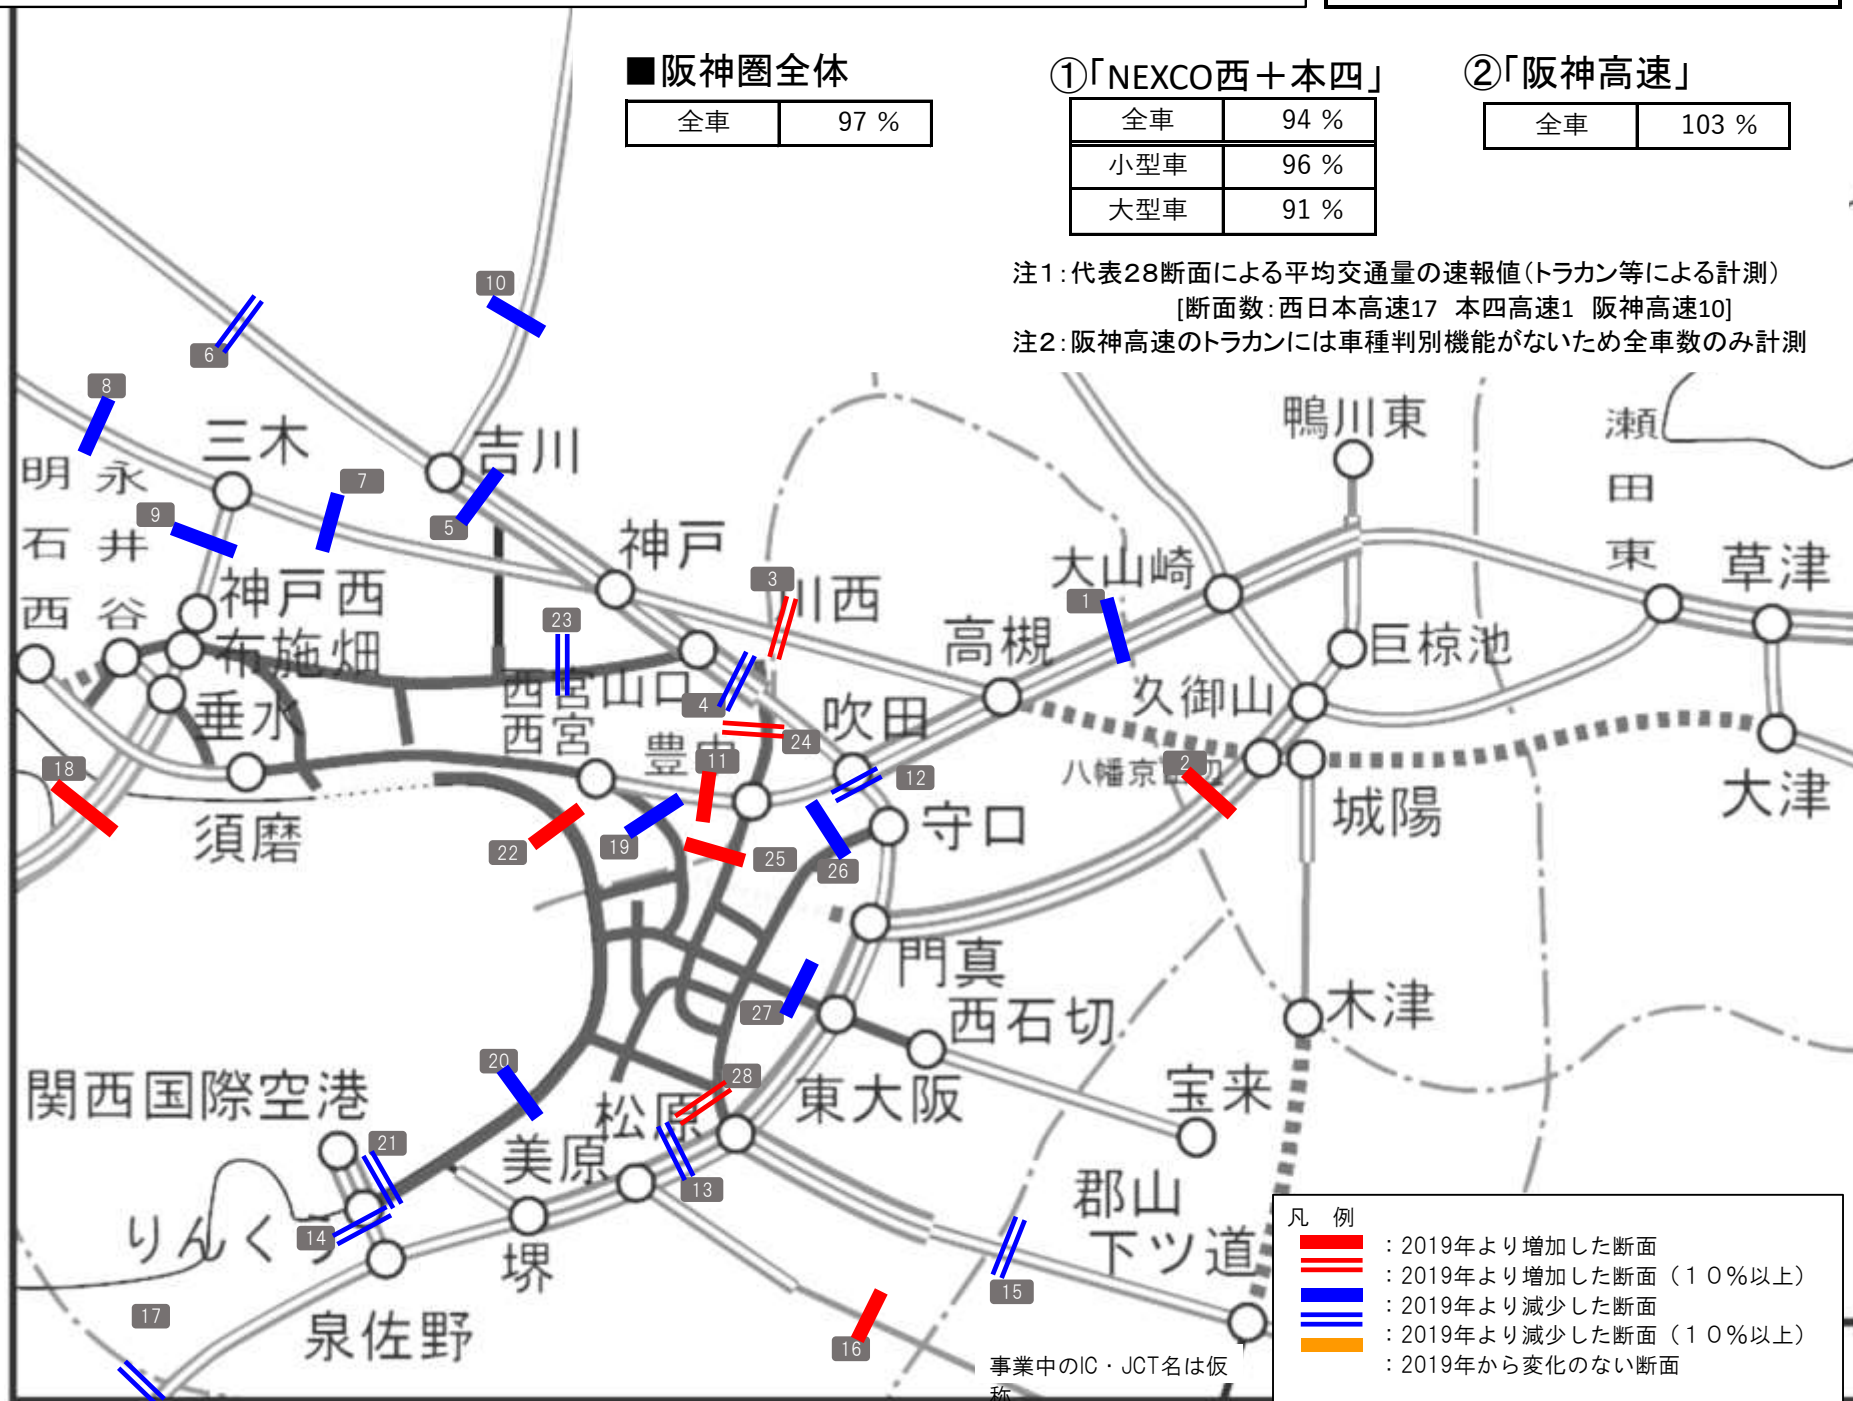 ■阪神圏全体
全車 97 %
①「NEXCO西＋本四」
全車 94 %
小型車 96 %
大型車 91 %
②「阪神高速」
全車 103 %
注1：代表28断面による平均交通量の速報値（トラカン等による計測）
[断面数：西日本高速17 本四高速1 阪神高速10]
注2：阪神高速のトラカンには車種判別機能がないため全車数のみ計測
10
6
8
三木
吉川
鴨川東
瀬田東
明石西
永井谷
7
9
5
神戸
大山崎
草津
神戸西
3
川西
1
23
布施畑
高槻
巨椋池
西宮山口
4
久御山
垂水
西宮
吹田
24
豊中
11
12
八幡京田辺
2
18
大津
須磨
22
19
25
26
守口
城陽
門真
27
西石切
木津
20
28
関西国際空港
松原
東大阪
宝来
21
美原
13
郡山
下ツ道
りんくう
14
堺
15
17
泉佐野
16
事業中のIC・JCT名は仮
称
凡 例
：2019年より増加した断面
：2019年より増加した断面（１０％以上）
：2019年より減少した断面
：2019年より減少した断面（１０％以上）
：2019年から変化のない断面